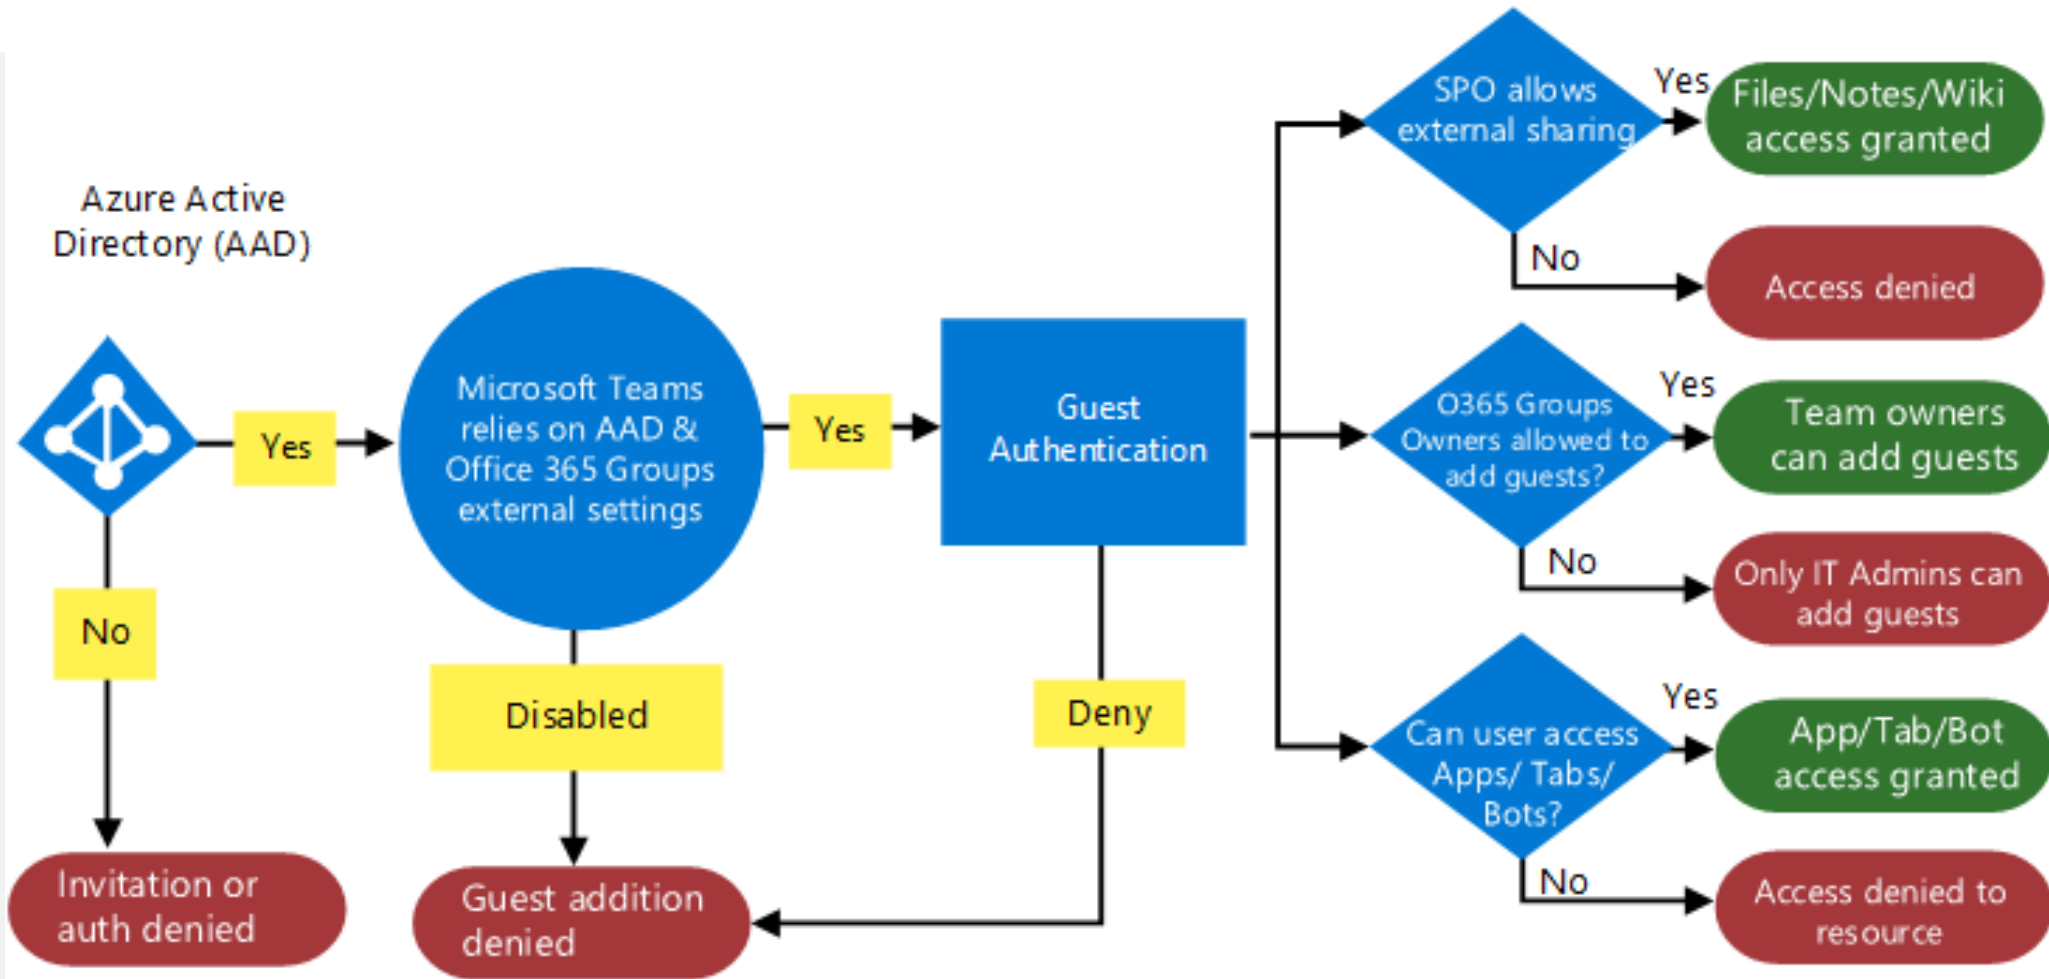 Azure Active
Directory (AAD)
Yes
No
Invitation or
auth denied
Microsoft Teams
relies on AAD &
Office 365 Groups
external settings
Yes
Disabled
Guest addition
denied
Guest
Authentication
Deny
SPO allows
external sharing
Yes
Files/Notes/Wiki
access granted
No
Access denied
O365 Groups
Owners allowed to
add guests?
Yes
Team owners
can add guests
No
Only IT Admins can
add guests
Can user access
Apps/ Tabs/
Bots?
Yes
App/Tab/Bot
access granted
No
Access denied to
resource